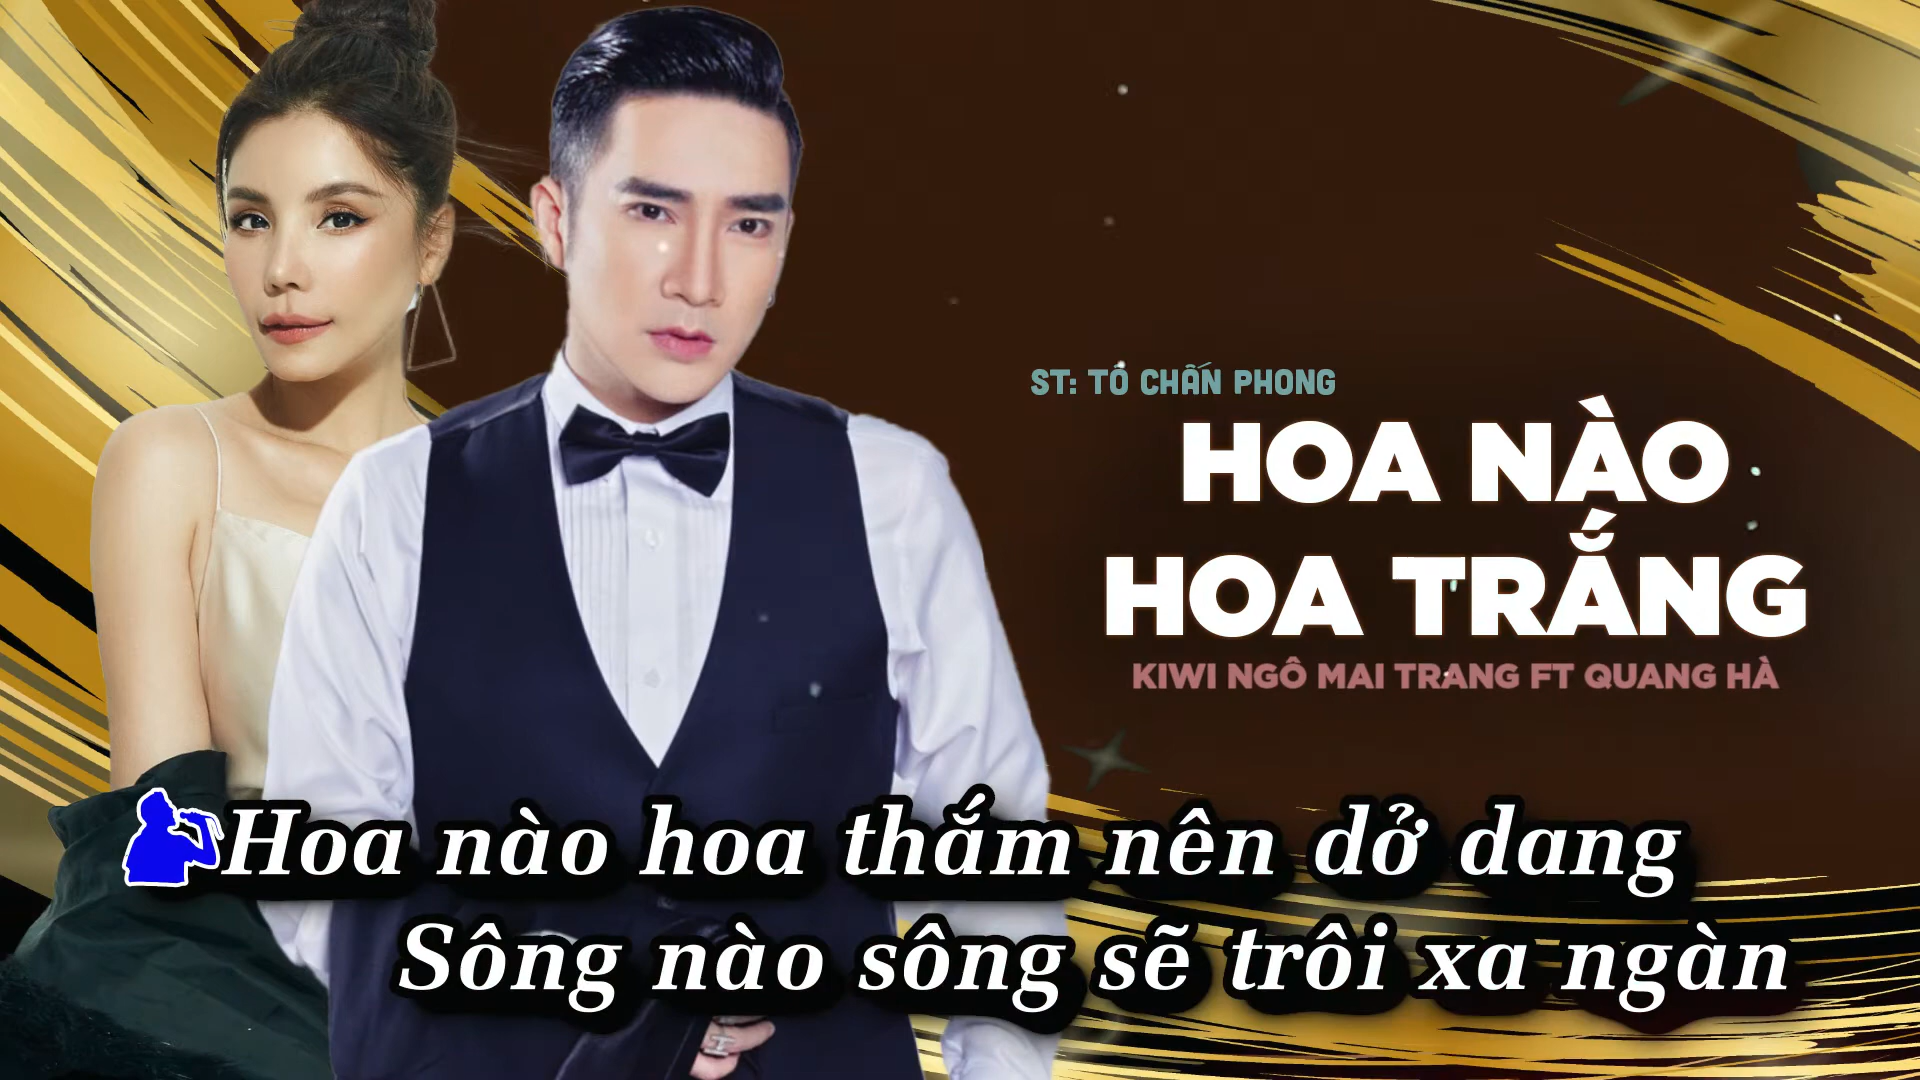 ST: TÔ CHẤN PHONG
HOA NÀO
HOA TRẮNG
KIWI NGÔ MAI TRANG FT QUANG HÀ
Hoa nào hoa thắm nên dở dang
Sông nào sông sẽ trôi xa ngàn